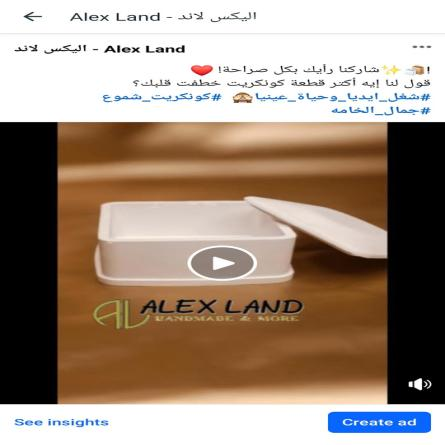 اليكس لاند - Alex Land
اليكس لاند - Alex Land
شاركنا رأيك بكل صراحة!
قول لنا إيه أكتر قطعة كونكريت خطفت قلبك؟
#شغل_ايديا_وحياة_عينيا #كونكريت_شموع
#جمال_الخامه
ALEX LAND
HANDMADE & MORE
See insights
Create ad